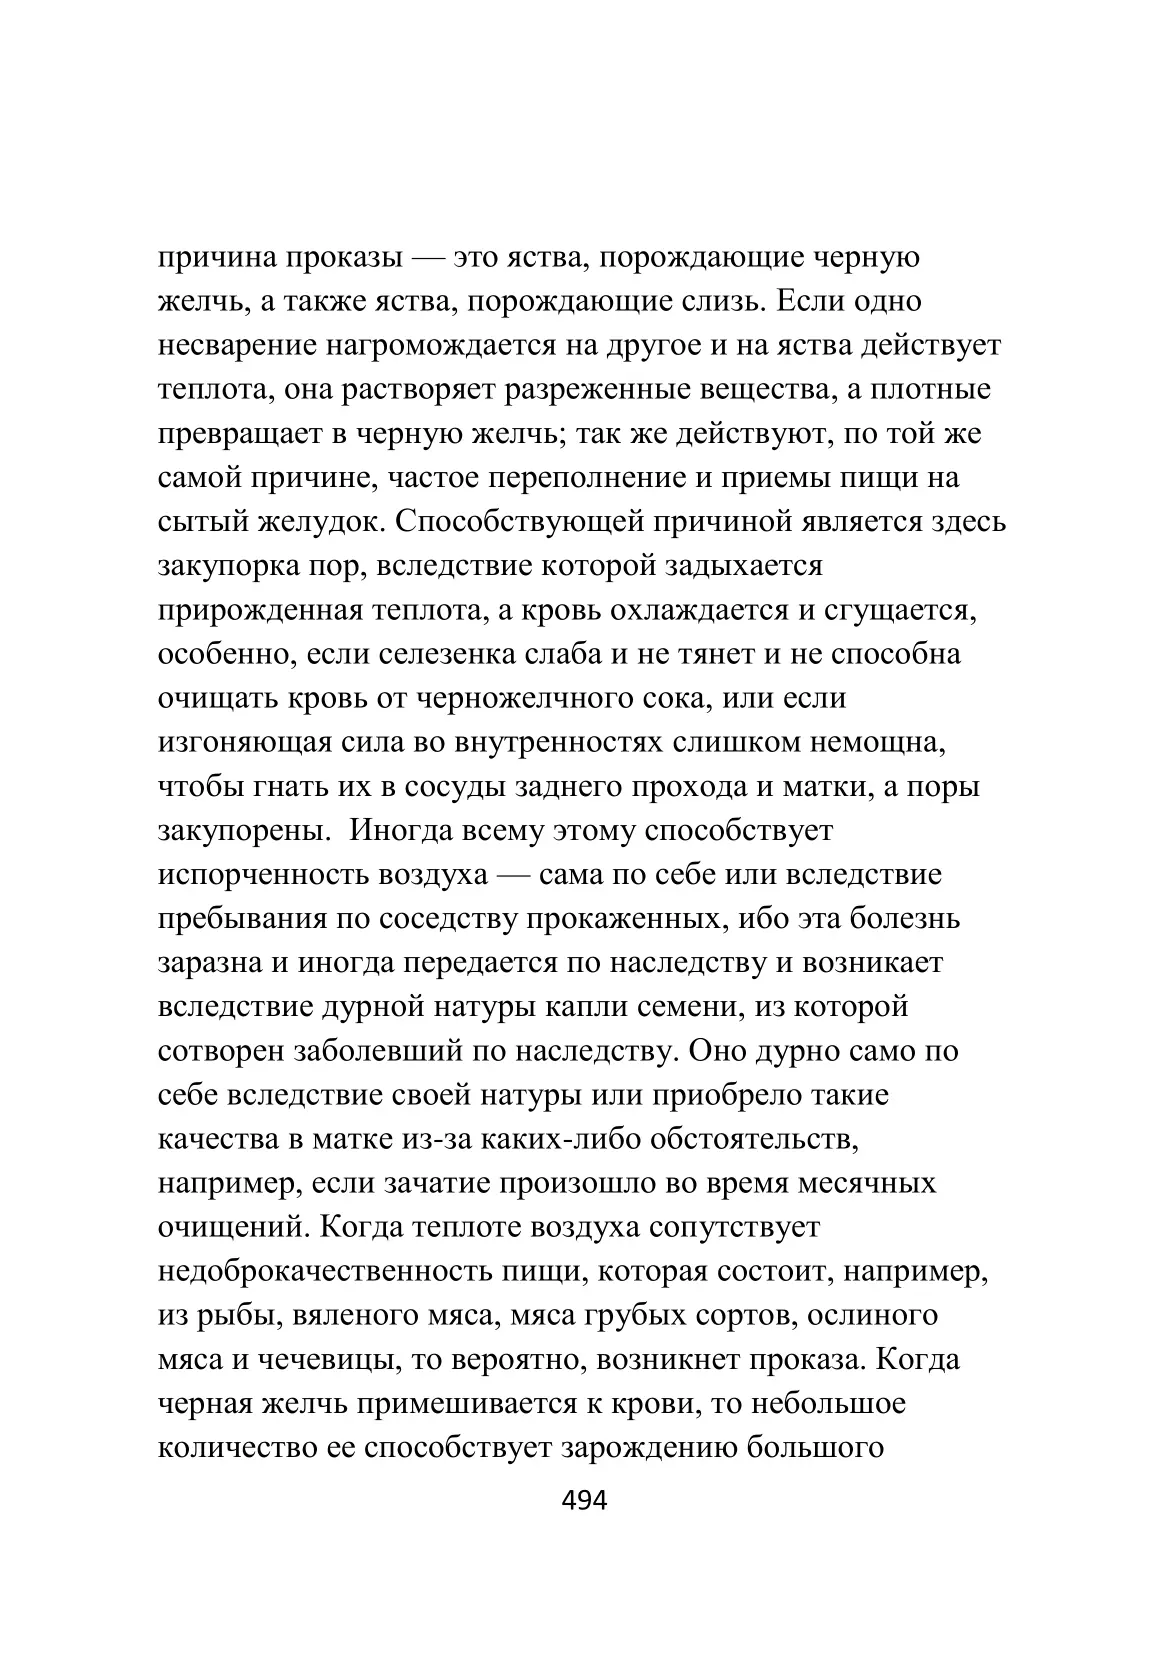 причина проказы — это яства, порождающие черную
желчь, а также яства, порождающие слизь. Если одно
несварение нагромождается на другое и на яства действует
теплота, она растворяет разреженные вещества, а плотные
превращает в черную желчь; так же действуют, по той же
самой причине, частое переполнение и приемы пищи на
сытый желудок. Способствующей причиной является здесь
закупорка пор, вследствие которой задыхается
прирожденная теплота, а кровь охлаждается и сгущается,
особенно, если селезенка слаба и не тянет и не способна
очищать кровь от черножелчного сока, или если
изгоняющая сила во внутренностях слишком немощна,
чтобы гнать их в сосуды заднего прохода и матки, а поры
закупорены.  Иногда всему этому способствует
испорченность воздуха — сама по себе или вследствие
пребывания по соседству прокаженных, ибо эта болезнь
заразна и иногда передается по наследству и возникает
вследствие дурной натуры капли семени, из которой
сотворен заболевший по наследству. Оно дурно само по
себе вследствие своей натуры или приобрело такие
качества в матке из-за каких-либо обстоятельств,
например, если зачатие произошло во время месячных
очищений. Когда теплоте воздуха сопутствует
недоброкачественность пищи, которая состоит, например,
из рыбы, вяленого мяса, мяса грубых сортов, ослиного
мяса и чечевицы, то вероятно, возникнет проказа. Когда
черная желчь примешивается к крови, то небольшое
количество ее способствует зарождению большого
494